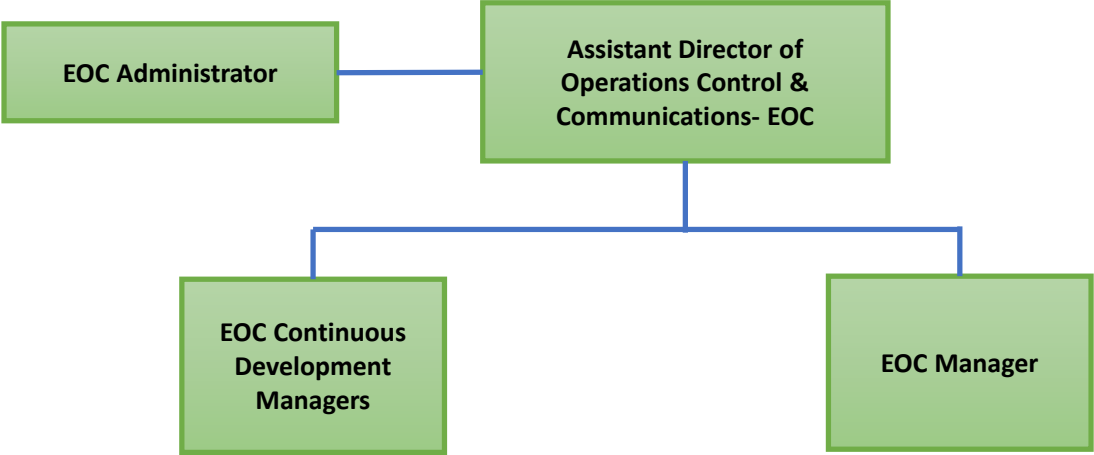 EOC Administrator
Assistant Director of
Operations Control &
Communications- EOC
EOC Continuous
Development
Managers
EOC Manager